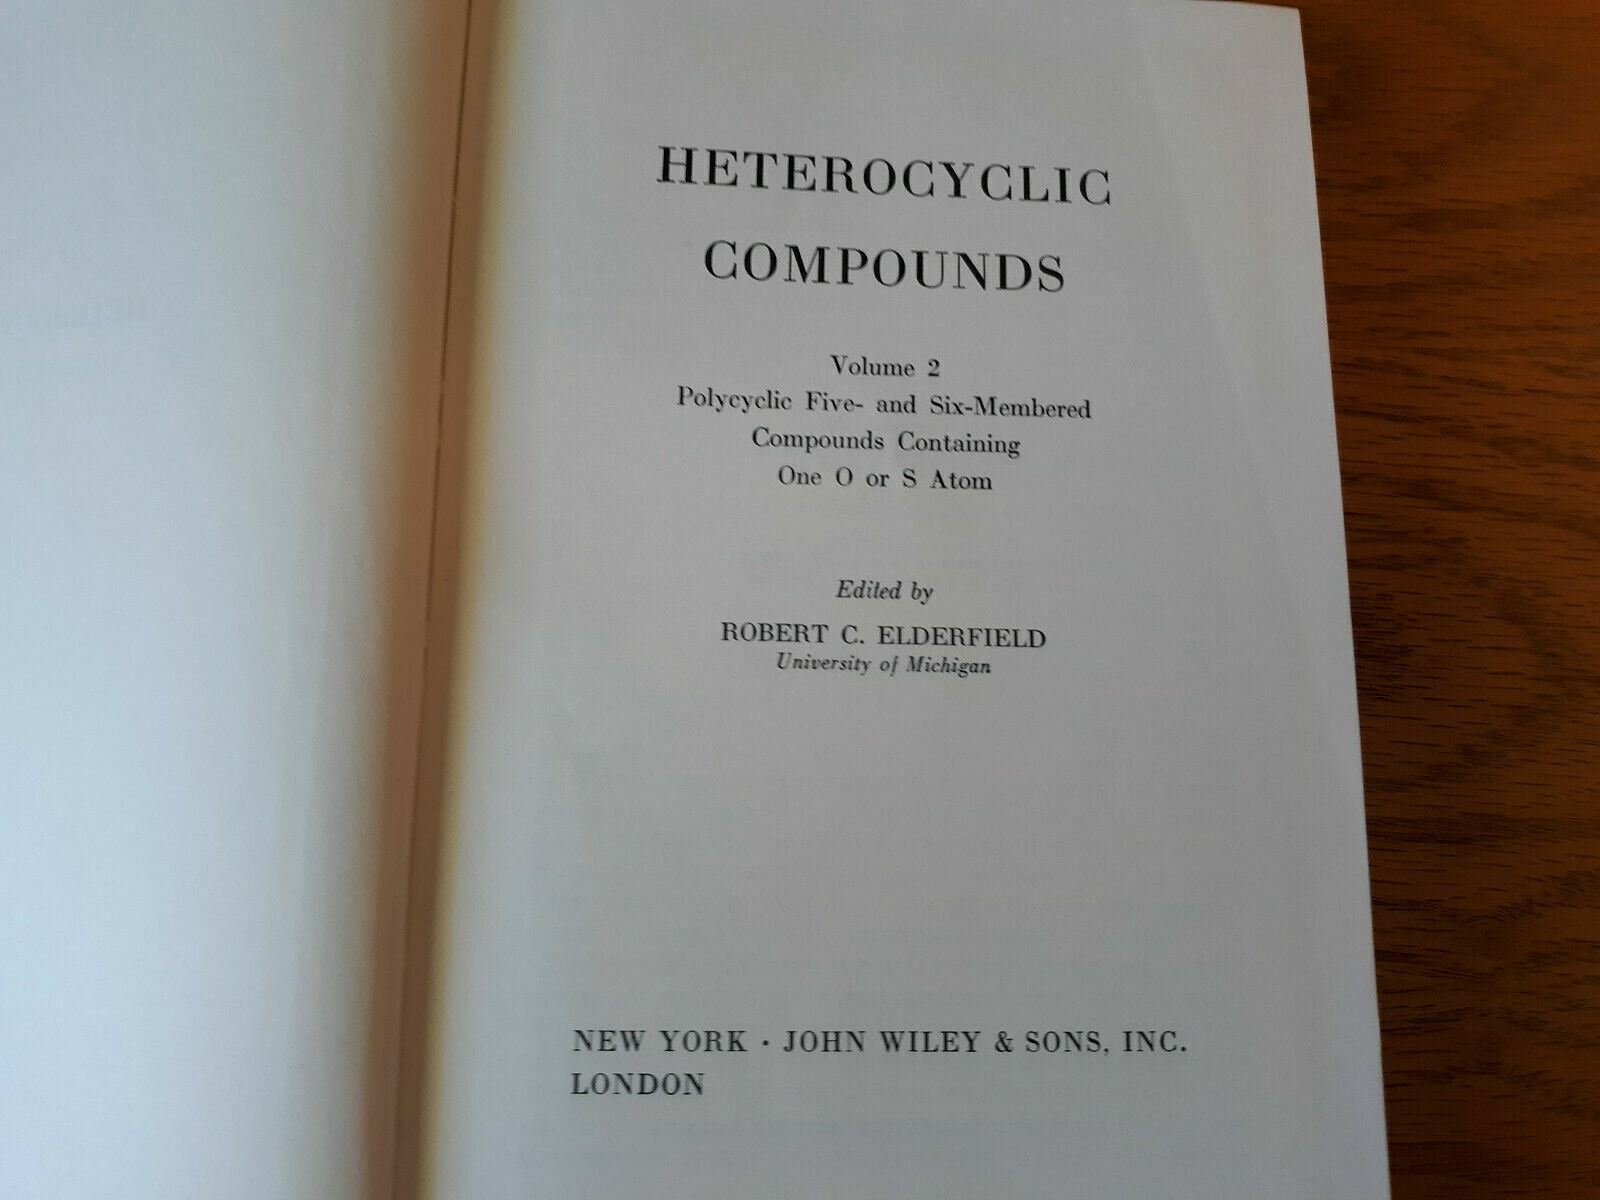 HETEROCYCLIC
COMPOUNDS
Volume 2
Polycyclic Five- and Six-Membered
Compounds Containing
One O or S Atom
Edited by
ROBERT C. ELDERFIELD
University of Michigan
NEW YORK · JOHN WILEY & SONS, INC.
LONDON